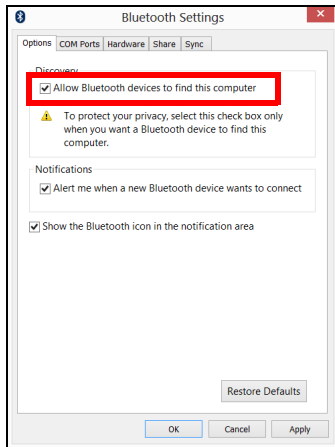 Bluetooth Settings
Options COM Ports Hardware Share Sync
Discovery
Allow Bluetooth devices to find this computer
To protect your privacy, select this check box only
when you want a Bluetooth device to find this
computer.
Notifications
Alert me when a new Bluetooth device wants to connect
Show the Bluetooth icon in the notification area
Restore Defaults
OK Cancel Apply